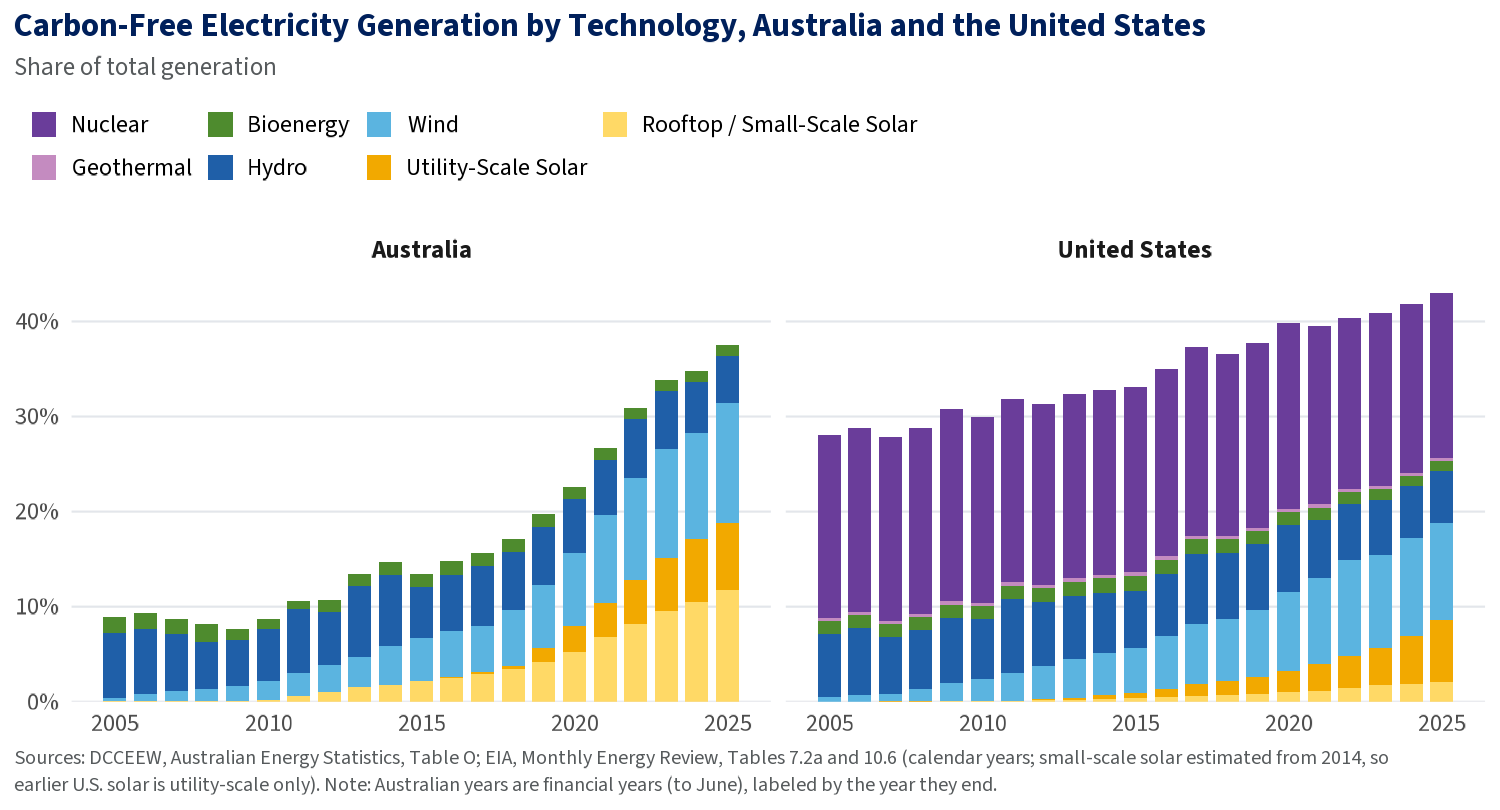 Carbon-Free Electricity Generation by Technology, Australia and the United States
Share of total generation
Nuclear
Bioenergy
Wind
Rooftop / Small-Scale Solar
Geothermal
Hydro
Utility-Scale Solar
Australia
United States
40%
30%
20%
10%
0%
2005
2010
2015
2020
2025
2005
2010
2015
2020
2025
Sources: DCCEEW, Australian Energy Statistics, Table O; EIA, Monthly Energy Review, Tables 7.2a and 10.6 (calendar years; small-scale solar estimated from 2014, so
earlier U.S. solar is utility-scale only). Note: Australian years are financial years (to June), labeled by the year they end.